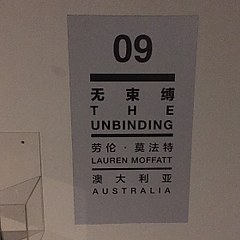 09
无束缚
THE
UNBINDING
劳伦·莫法特
LAUREN MOFFATT
澳大利亚
AUSTRALIA